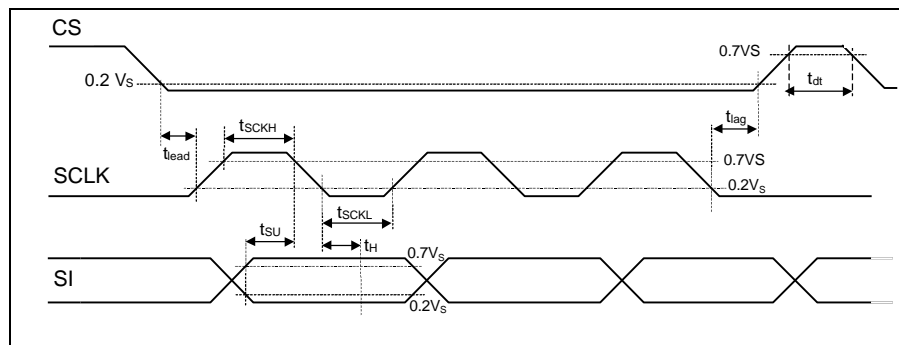 CS
0.7VS
0.2 VS
tdt
tSCKH
tlag
tlead
0.7VS
SCLK
0.2VS
tSCKL
tSU
tH
0.7VS
SI
0.2VS